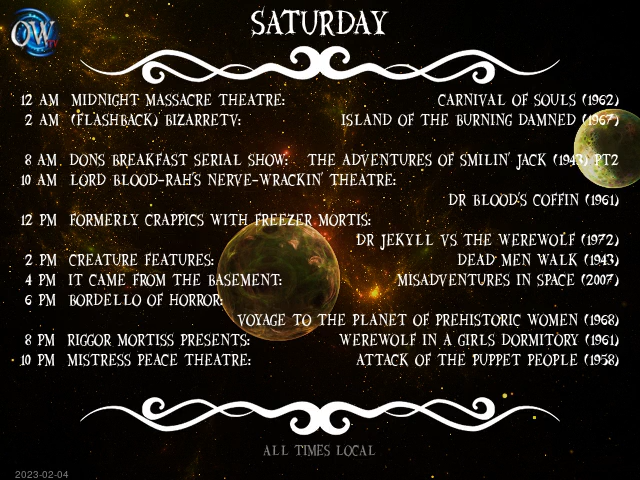 OW TV
SATURDAY
12 AM MIDNIGHT MASSACRE THEATRE: CARNIVAL OF SOULS (1962)
2 AM (FLASHBACK) BIZARRETV: ISLAND OF THE BURNING DAMNED (1967)
8 AM. DONS BREAKFAST SERIAL SHOW: THE ADVENTURES OF SMILIN' JACK (1943) PT2
10 AM LORD BLOOD-RAH'S NERVE-WRACKIN' THEATRE:
DR BLOOD'S COFFIN (1961)
12 PM FORMERLY CRAPPICS WITH FREEZER MORTIS:
DR JEKYLL VS THE WEREWOLF (1972)
2 PM CREATURE FEATURES: DEAD MEN WALK (1943)
4 PM IT CAME FROM THE BASEMENT: MISADVENTURES IN SPACE (2007)
6 PM BORDELLO OF HORROR:
VOYAGE TO THE PLANET OF PREHISTORIC WOMEN (1968)
8 PM RIGGOR MORTISS PRESENTS: WEREWOLF IN A GIRLS DORMITORY (1961)
10 PM MISTRESS PEACE THEATRE: ATTACK OF THE PUPPET PEOPLE (1958)
ALL TIMES LOCAL
2023-02-04